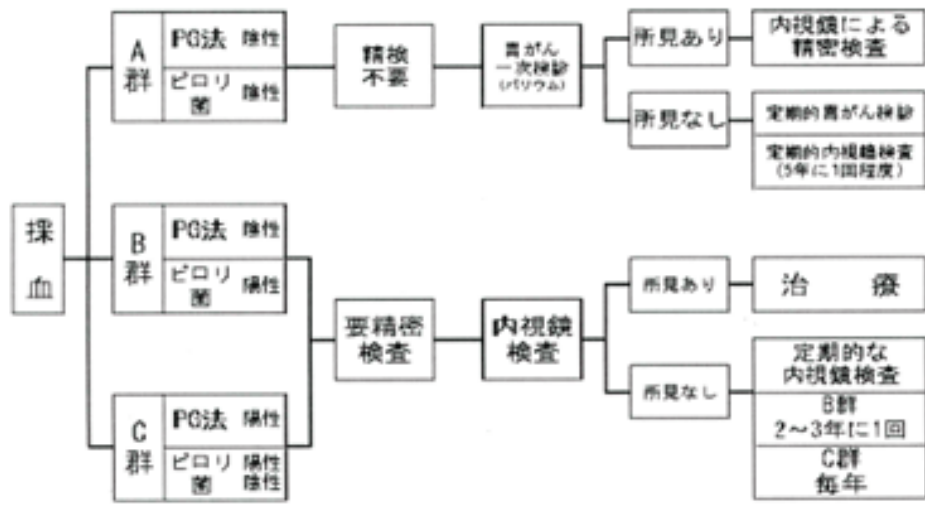 採血
A群
PG法 陰性
ピロリ菌 陰性
精検不要
胃がん
一次検診
(バリウム)
所見あり
内視鏡による
精密検査
所見なし
定期的胃がん検診
定期的内視鏡検査
(5年に1回程度)
B群
PG法 陰性
ピロリ菌 陽性
C群
PG法 陽性
ピロリ菌 陽性
陰性
要精密
検査
内視鏡
検査
所見あり
治療
所見なし
定期的な
内視鏡検査
B群
2～3年に1回
C群
毎年